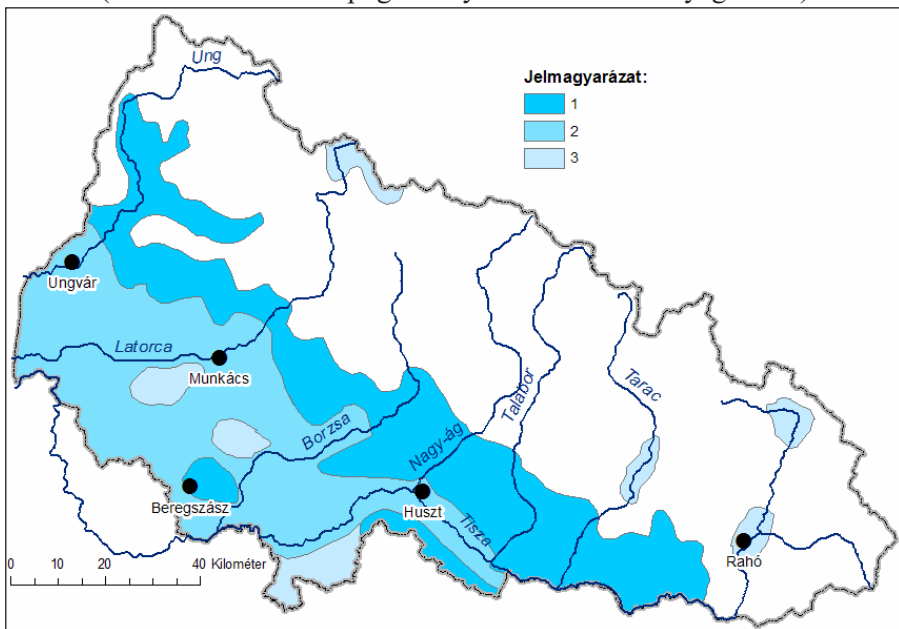 Ung
Jelmagyarázat:
1
2
3
Ungvár
Latorca
Munkács
Borzsa
Nagy-ág
Talabor
Tarac
Beregszász
Huszt
Tisza
Rahó
0 10 20 40 Kilométer